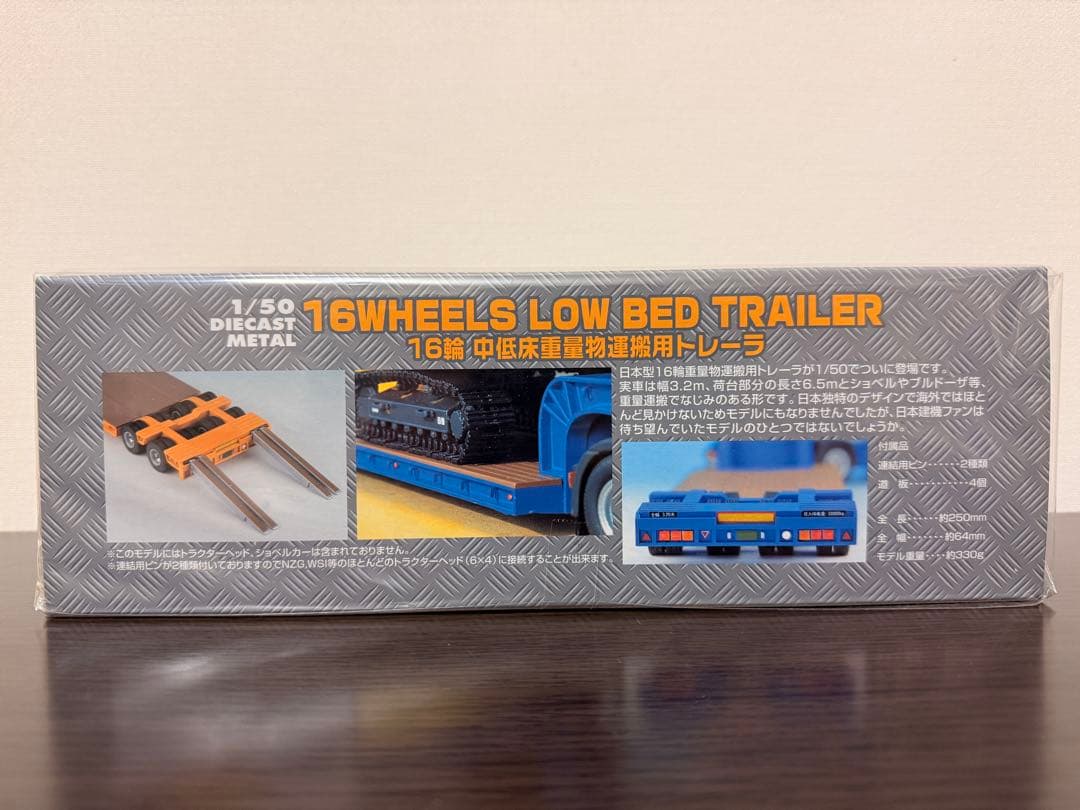 1/50
DIECAST
METAL
16WHEELS LOW BED TRAILER
16輪 中低床重量物運搬用トレーラ
日本型16輪重量物運搬用トレーラが1/50でついに登場です。
実車は幅3.2m、荷台部分の長さ6.5mとショベルやブルドーザ等、
重量運搬でなじみのある形です。日本独特のデザインで海外ではほと
んど見かけないためモデルにもなりませんでしたが、日本建機ファンは
待ち望んでいたモデルのひとつではないでしょうか。
付属品
連結用ピン………2種類
道 板…………4個
全 長……約250mm
全 幅……約64mm
モデル重量……約330g
※このモデルにはトラクターヘッド、ショベルカーは含まれておりません。
※連結用ピンが2種類付いておりますのでNZG,WSI等のほとんどのトラクターヘッド(6×4)に接続することが出来ます。